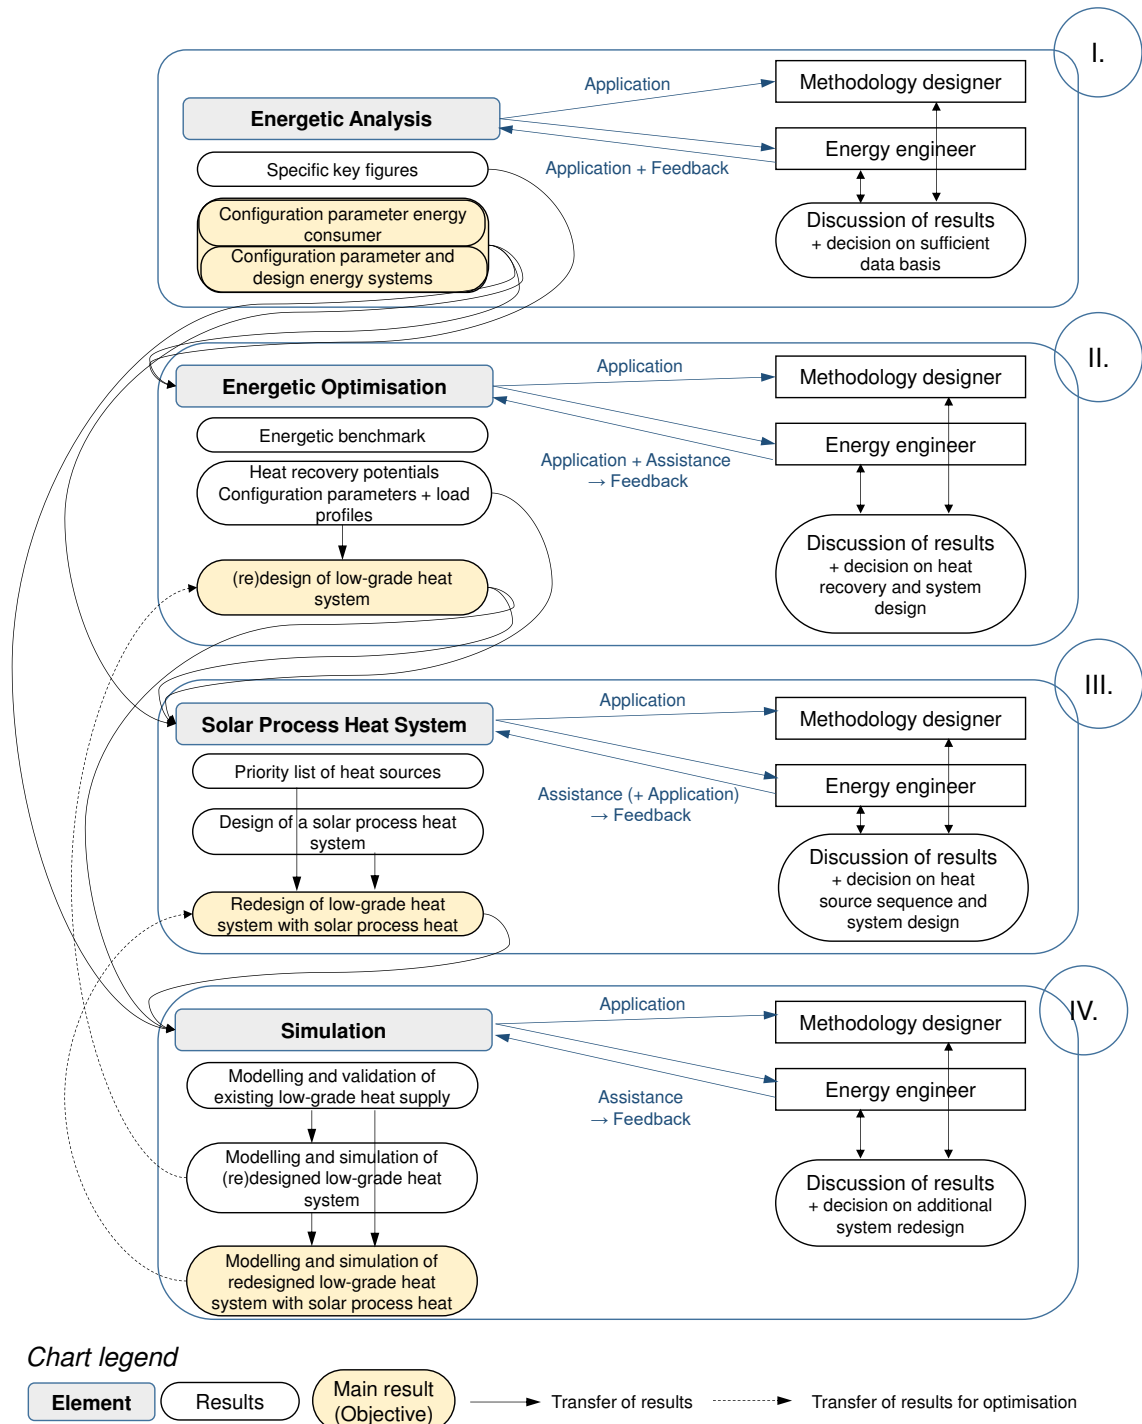 I.
Application
Methodology designer
Energetic Analysis
Energy engineer
Application + Feedback
Specific key figures
Configuration parameter energy
consumer
Configuration parameter and
design energy systems
Discussion of results
+ decision on sufficient
data basis
II.
Application
Methodology designer
Energetic Optimisation
Energy engineer
Energetic benchmark
Application + Assistance
→ Feedback
Heat recovery potentials
Configuration parameters + load
profiles
(re)design of low-grade heat
system
Discussion of results
+ decision on heat
recovery and system
design
III.
Application
Methodology designer
Solar Process Heat System
Energy engineer
Priority list of heat sources
Assistance (+ Application)
→ Feedback
Design of a solar process heat
system
Redesign of low-grade heat
system with solar process heat
Discussion of results
+ decision on heat
source sequence and
system design
IV.
Application
Methodology designer
Simulation
Energy engineer
Modelling and validation of
existing low-grade heat supply
Assistance
→ Feedback
Modelling and simulation of
(re)designed low-grade heat
system
Discussion of results
+ decision on additional
system redesign
Modelling and simulation of
redesigned low-grade heat
system with solar process heat
Chart legend
Element
Results
Main result
(Objective)
Transfer of results
Transfer of results for optimisation